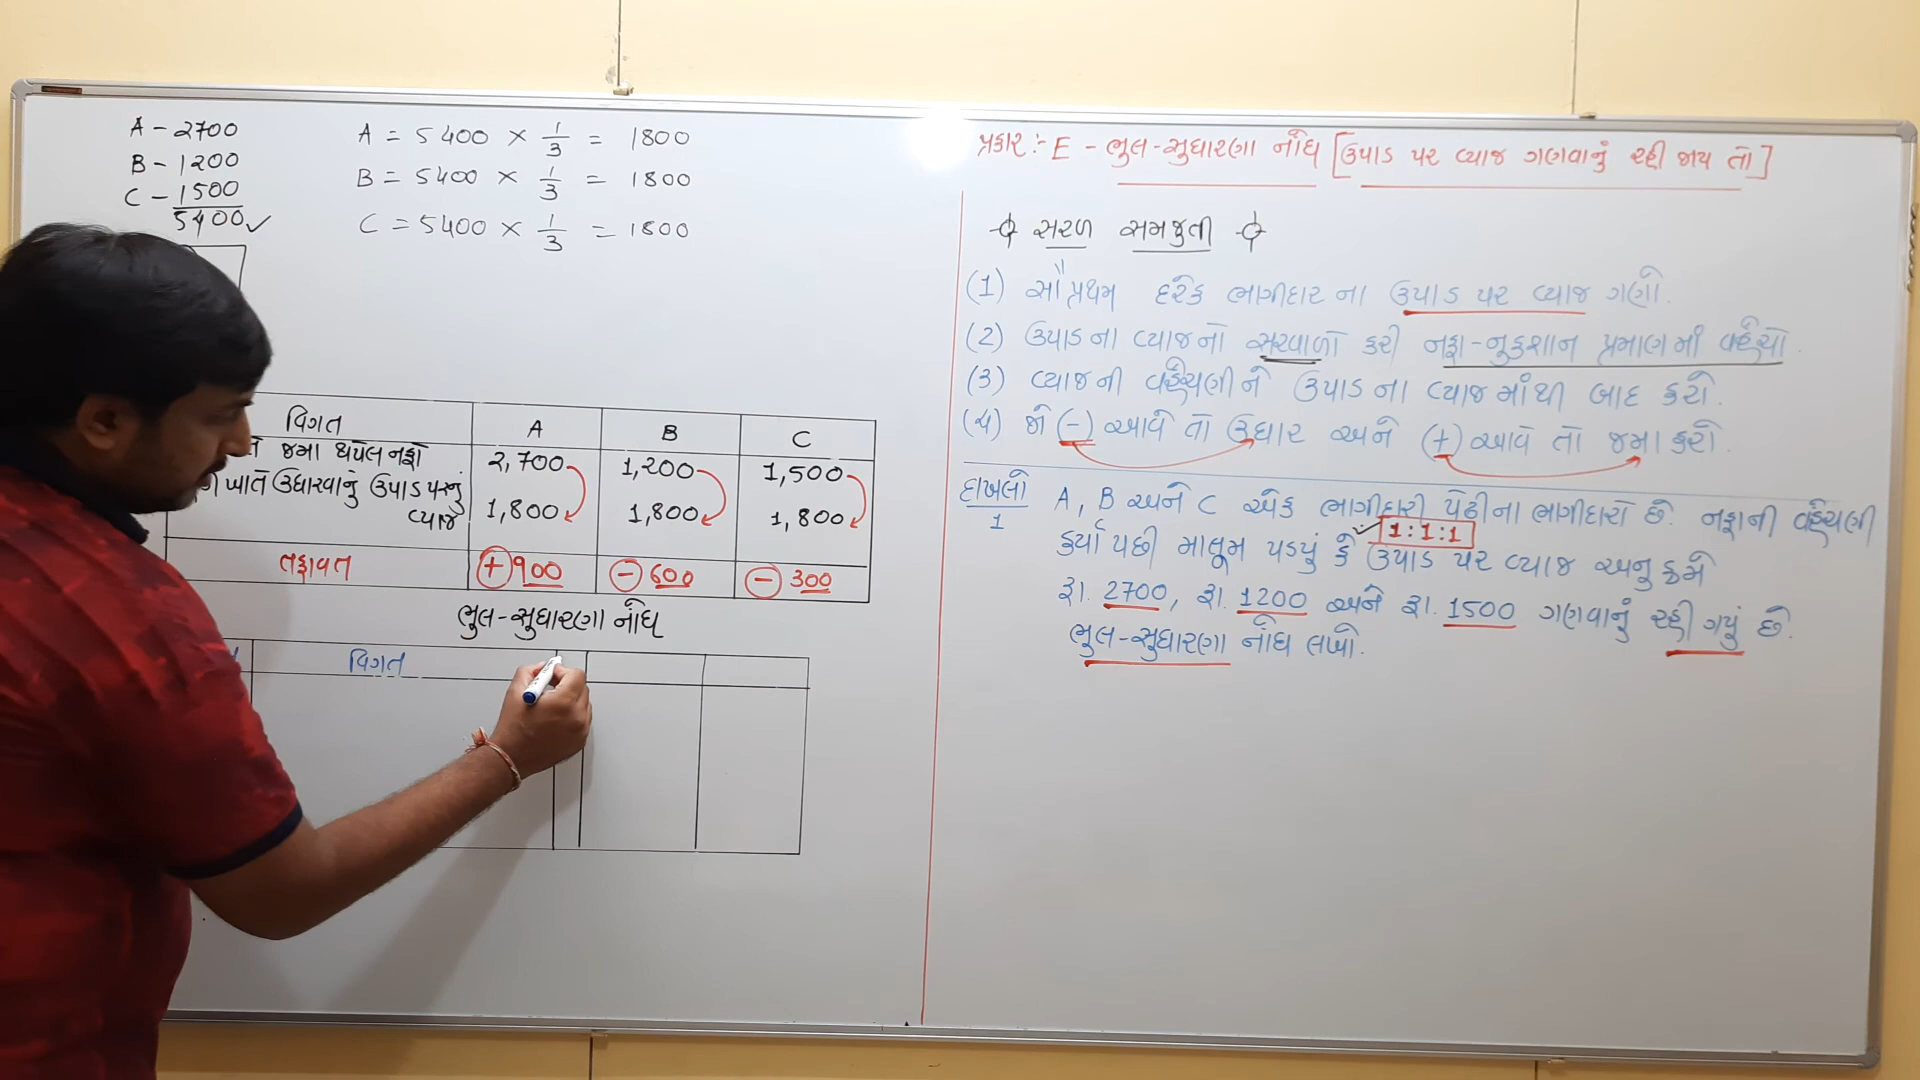 A - 2700
B - 1200
C - 1500
5400 ✓
A = 5400 × 1/3 = 1800
B = 5400 × 1/3 = 1800
C = 5400 × 1/3 = 1800
વિગત A B C
જમા થયેલ નફો 2,700 1,200 1,500
ખાતે ઉધારવાનું ઉપાડ પરનું વ્યાજ 1,800 1,800 1,800
તફાવત + 900 - 600 - 300
ભુલ-સુધારણા નોંધ
વિગત
પ્રકાર :- E - ભુલ-સુધારણા નોંધ [ઉપાડ પર વ્યાજ ગણવાનું રહી જાય તો]
સરળ સમજુતી
(1) સૌપ્રથમ દરેક ભાગીદારના ઉપાડ પર વ્યાજ ગણો.
(2) ઉપાડના વ્યાજનો સરવાળો કરી નફા-નુકશાન પ્રમાણમાં વહેંચો.
(3) વ્યાજની વહેંચણીને ઉપાડના વ્યાજમાંથી બાદ કરો.
(4) જો (-) આવે તો ઉધાર અને (+) આવે તો જમા કરો.
દાખલો 1 A, B અને C એક ભાગીદારી પેઢીના ભાગીદારો છે. નફાની વહેંચણી
✓ 1:1:1
કર્યા પછી માલૂમ પડયું કે ઉપાડ પર વ્યાજ અનુક્રમે
રૂા. 2700, રૂા. 1200 અને રૂા. 1500 ગણવાનું રહી ગયું છે.
ભુલ-સુધારણા નોંધ લખો.